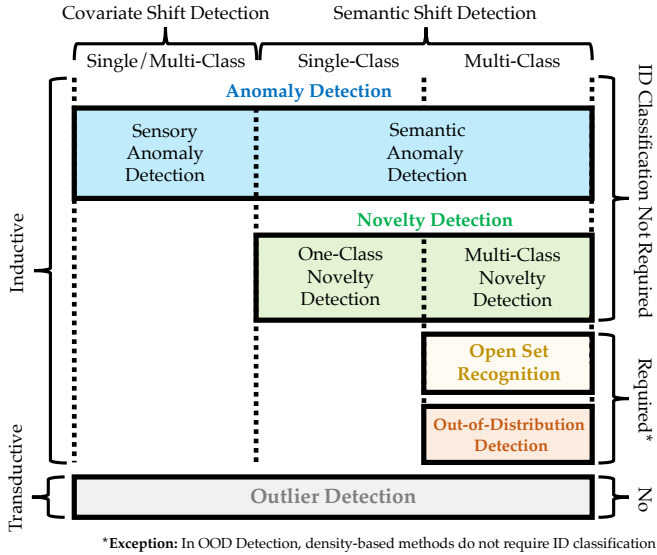 Covariate Shift Detection
Semantic Shift Detection
Single/Multi-Class
Single-Class
Multi-Class
Anomaly Detection
Sensory
Anomaly
Detection
Semantic
Anomaly
Detection
Novelty Detection
One-Class
Novelty
Detection
Multi-Class
Novelty
Detection
Open Set
Recognition
Out-of-Distribution
Detection
Outlier Detection
Inductive
Transductive
ID Classification Not Required
Required*
No
*Exception: In OOD Detection, density-based methods do not require ID classification